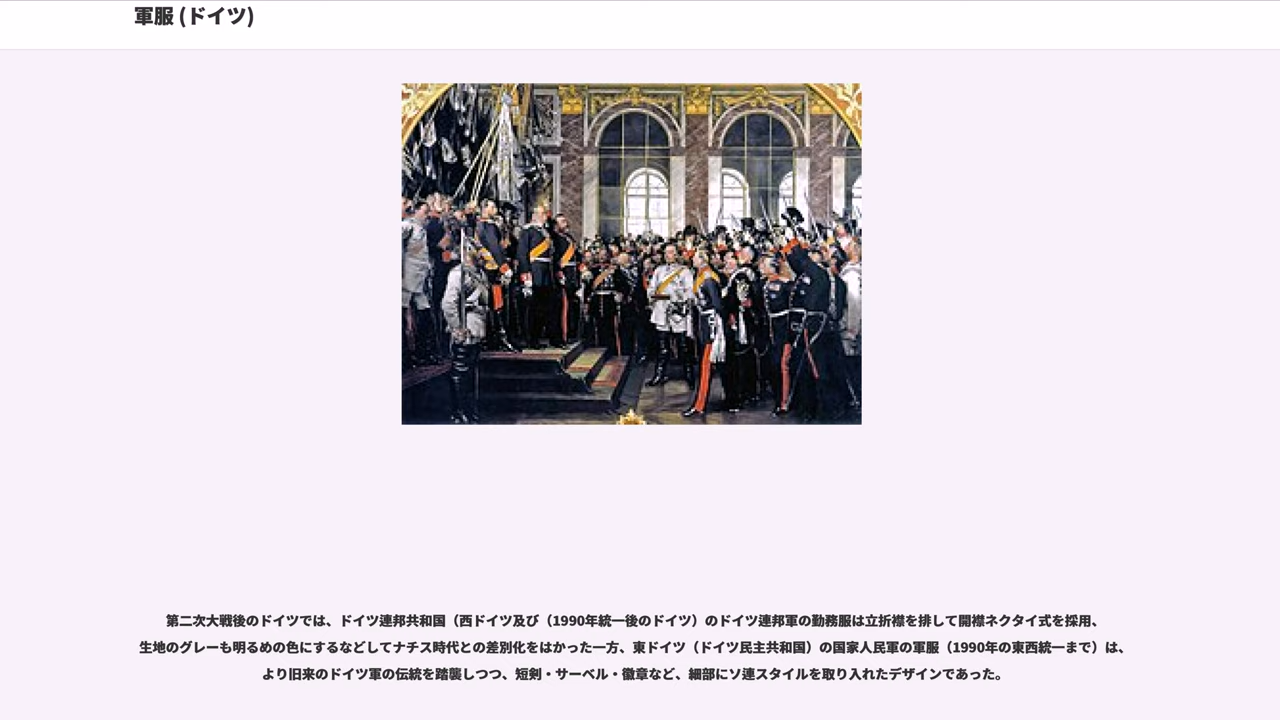 軍服 (ドイツ)
第二次大戦後のドイツでは、ドイツ連邦共和国（西ドイツ及び（1990年統一後のドイツ）のドイツ連邦軍の勤務服は立折襟を排して開襟ネクタイ式を採用、
生地のグレーも明るめの色にするなどしてナチス時代との差別化をはかった一方、東ドイツ（ドイツ民主共和国）の国家人民軍の軍服（1990年の東西統一まで）は、
より旧来のドイツ軍の伝統を踏襲しつつ、短剣・サーベル・徽章など、細部にソ連スタイルを取り入れたデザインであった。